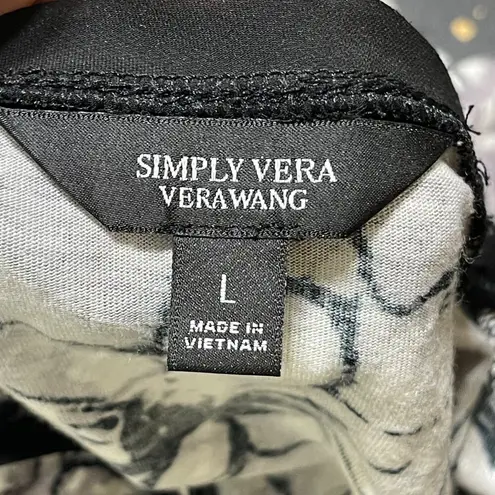 SIMPLY VERA
VERAWANG
L
MADE IN
VIETNAM